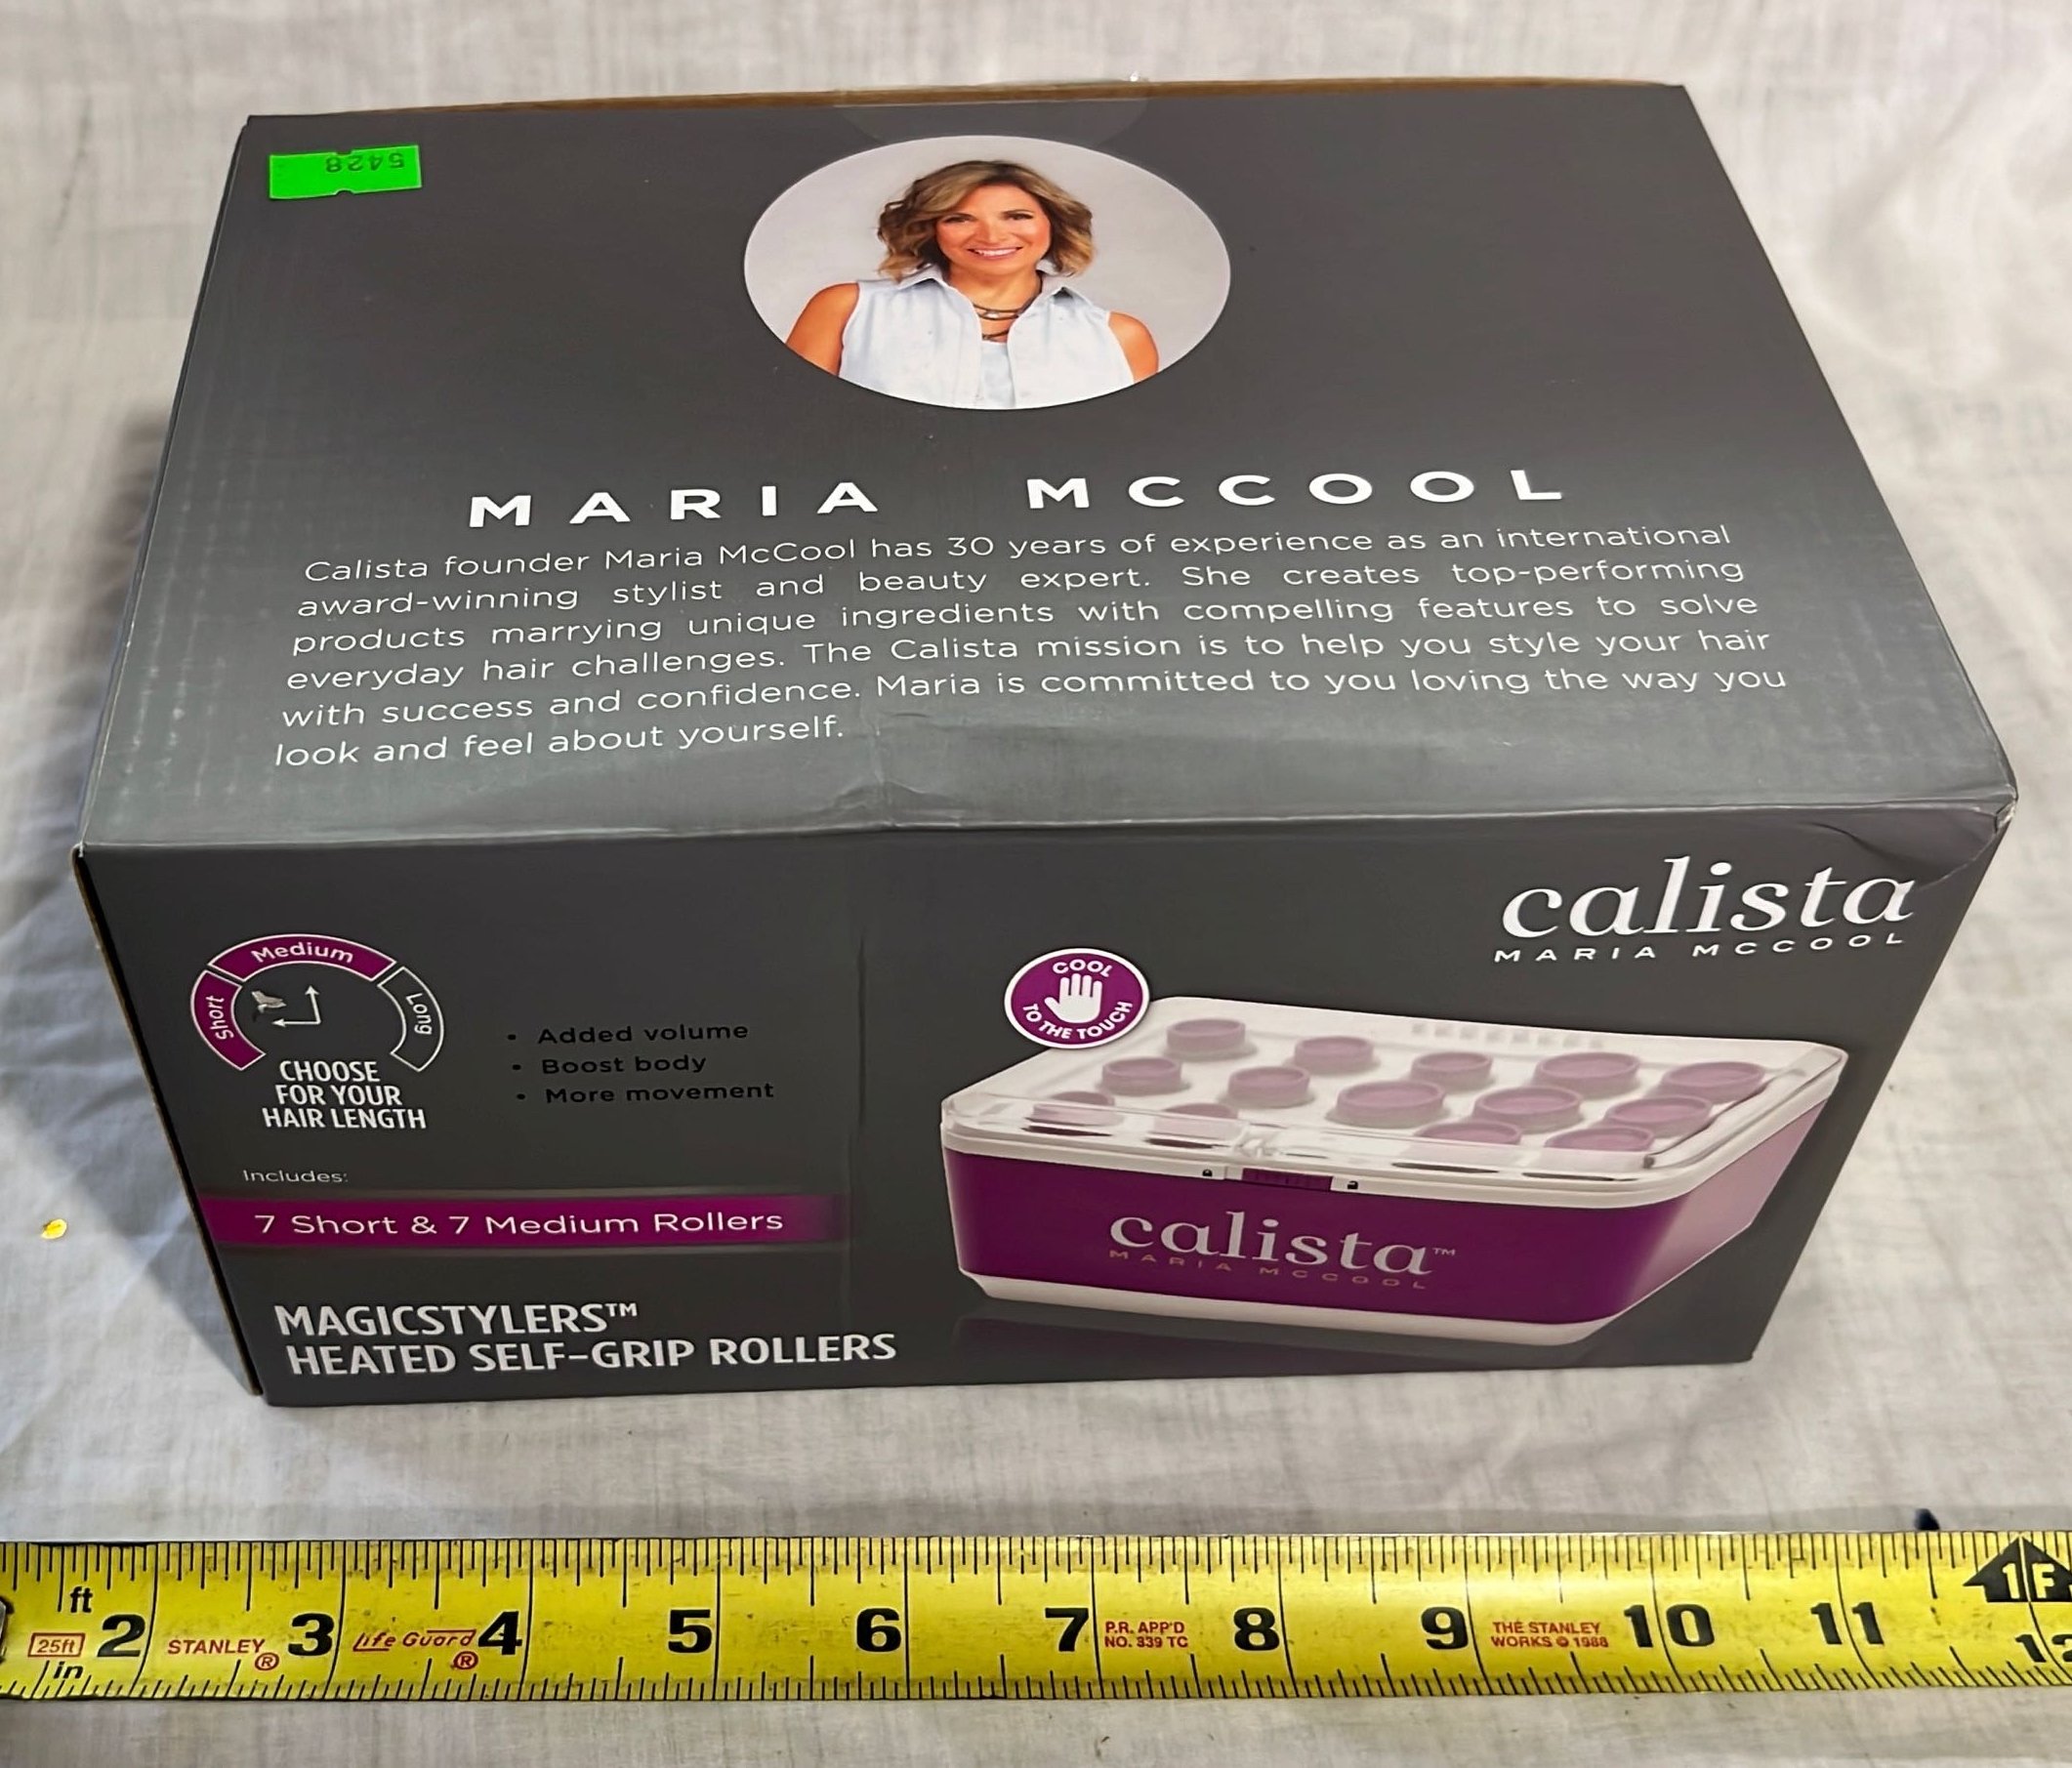 5428
MARIA MCCOOL
Calista founder Maria McCool has 30 years of experience as an international
award-winning stylist and beauty expert. She creates top-performing
products marrying unique ingredients with compelling features to solve
everyday hair challenges. The Calista mission is to help you style your hair
with success and confidence. Maria is committed to you loving the way you
look and feel about yourself.
calista
MARIA MCCOOL
Short
Medium
Long
CHOOSE
FOR YOUR
HAIR LENGTH
• Added volume
• Boost body
• More movement
COOL
TO THE TOUCH
Includes:
7 Short & 7 Medium Rollers
calista™
MARIA MCCOOL
MAGICSTYLERS™
HEATED SELF-GRIP ROLLERS
ft
25ft
in
2 STANLEY® 3 Life Guard® 4 5 6 7 P.R. APP'D 8 9 THE STANLEY 10 11 1F
NO. 339 TC WORKS © 1988 12